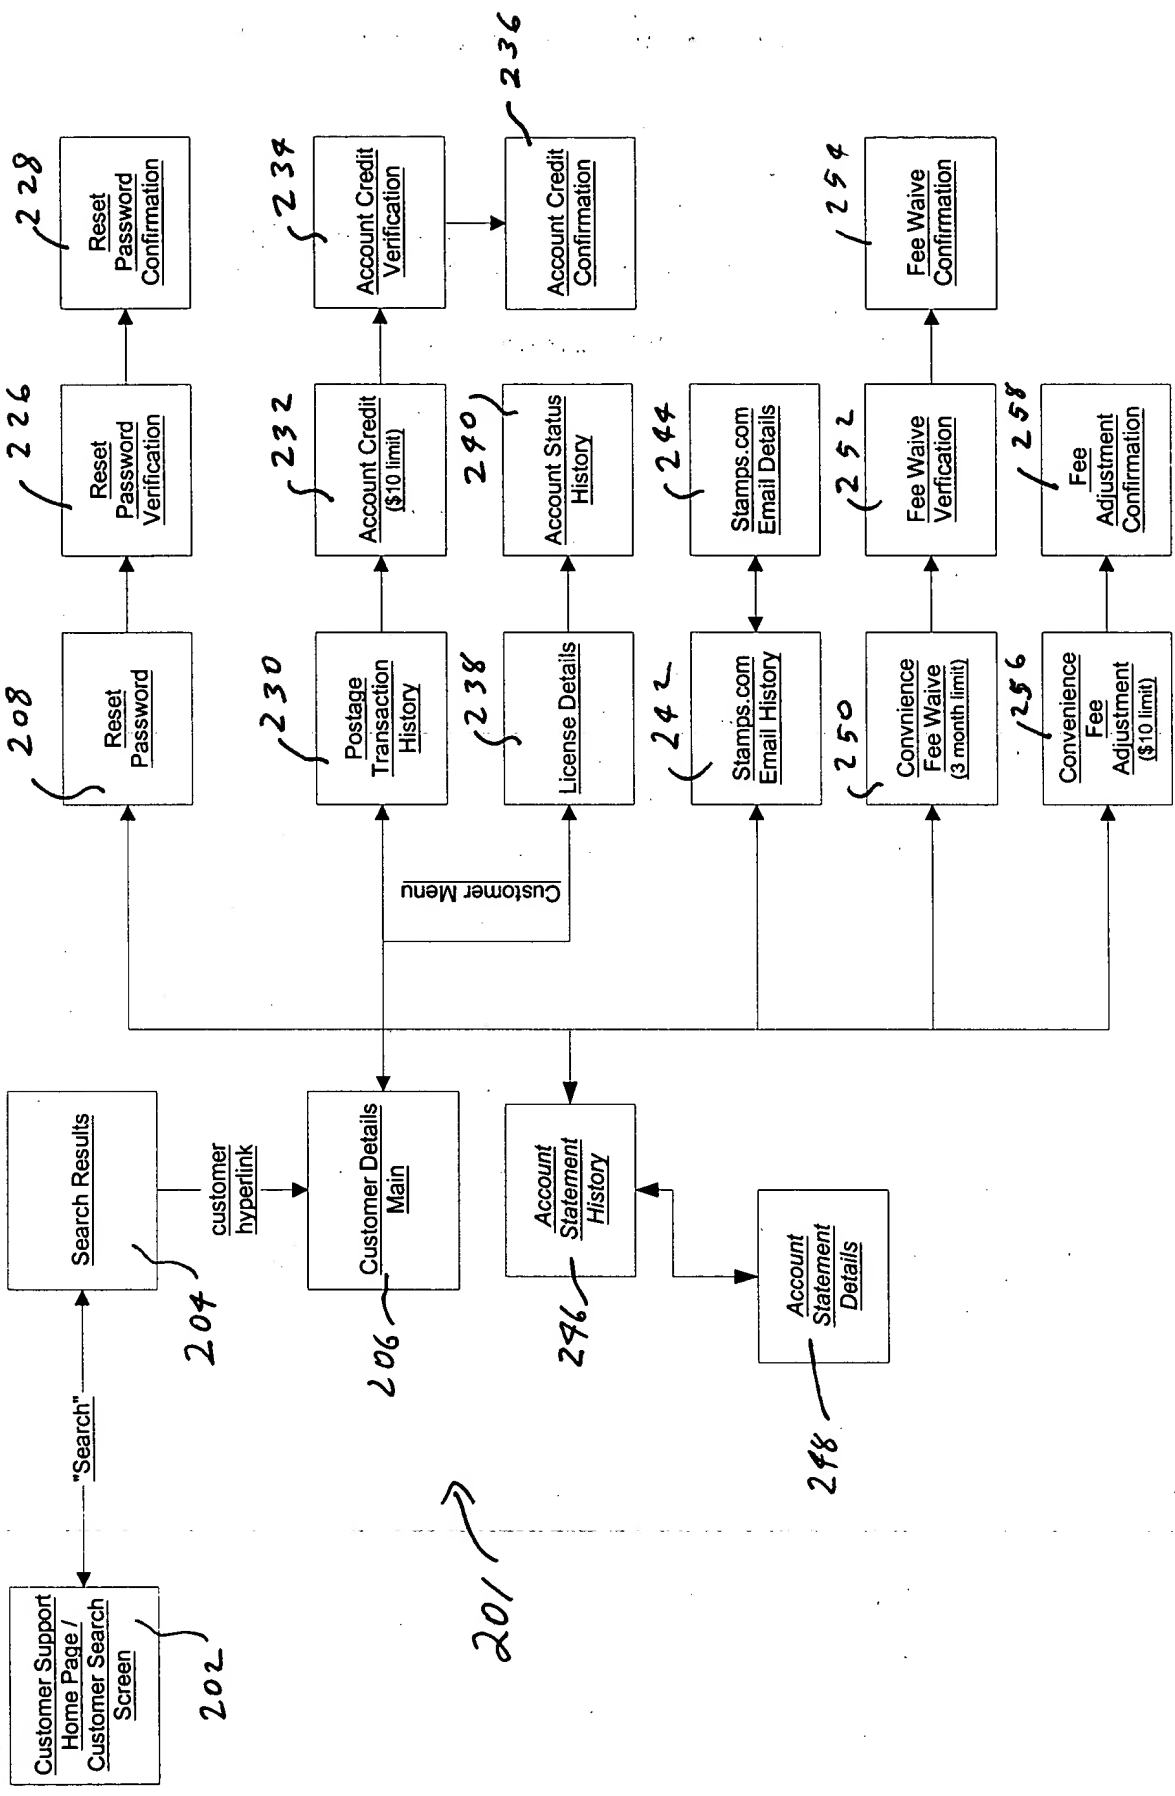 Customer Support
Home Page /
Customer Search
Screen
202
"Search"
Search Results
204
customer
hyperlink
Customer Details
Main
206
Customer Menu
Reset
Password
208
Reset
Password
Verification
226
Reset
Password
Confirmation
228
Postage
Transaction
History
230
Account Credit
($10 limit)
232
Account Credit
Verification
234
Account Credit
Confirmation
236
License Details
238
Account Status
History
240
Stamps.com
Email History
242
Stamps.com
Email Details
244
Account
Statement
History
246
Account
Statement
Details
248
Convnience
Fee Waive
(3 month limit)
250
Fee Waive
Verfication
252
Fee Waive
Confirmation
254
Convenience
Fee
Adjustment
($10 limit)
256
Fee
Adjustment
Confirmation
258
201